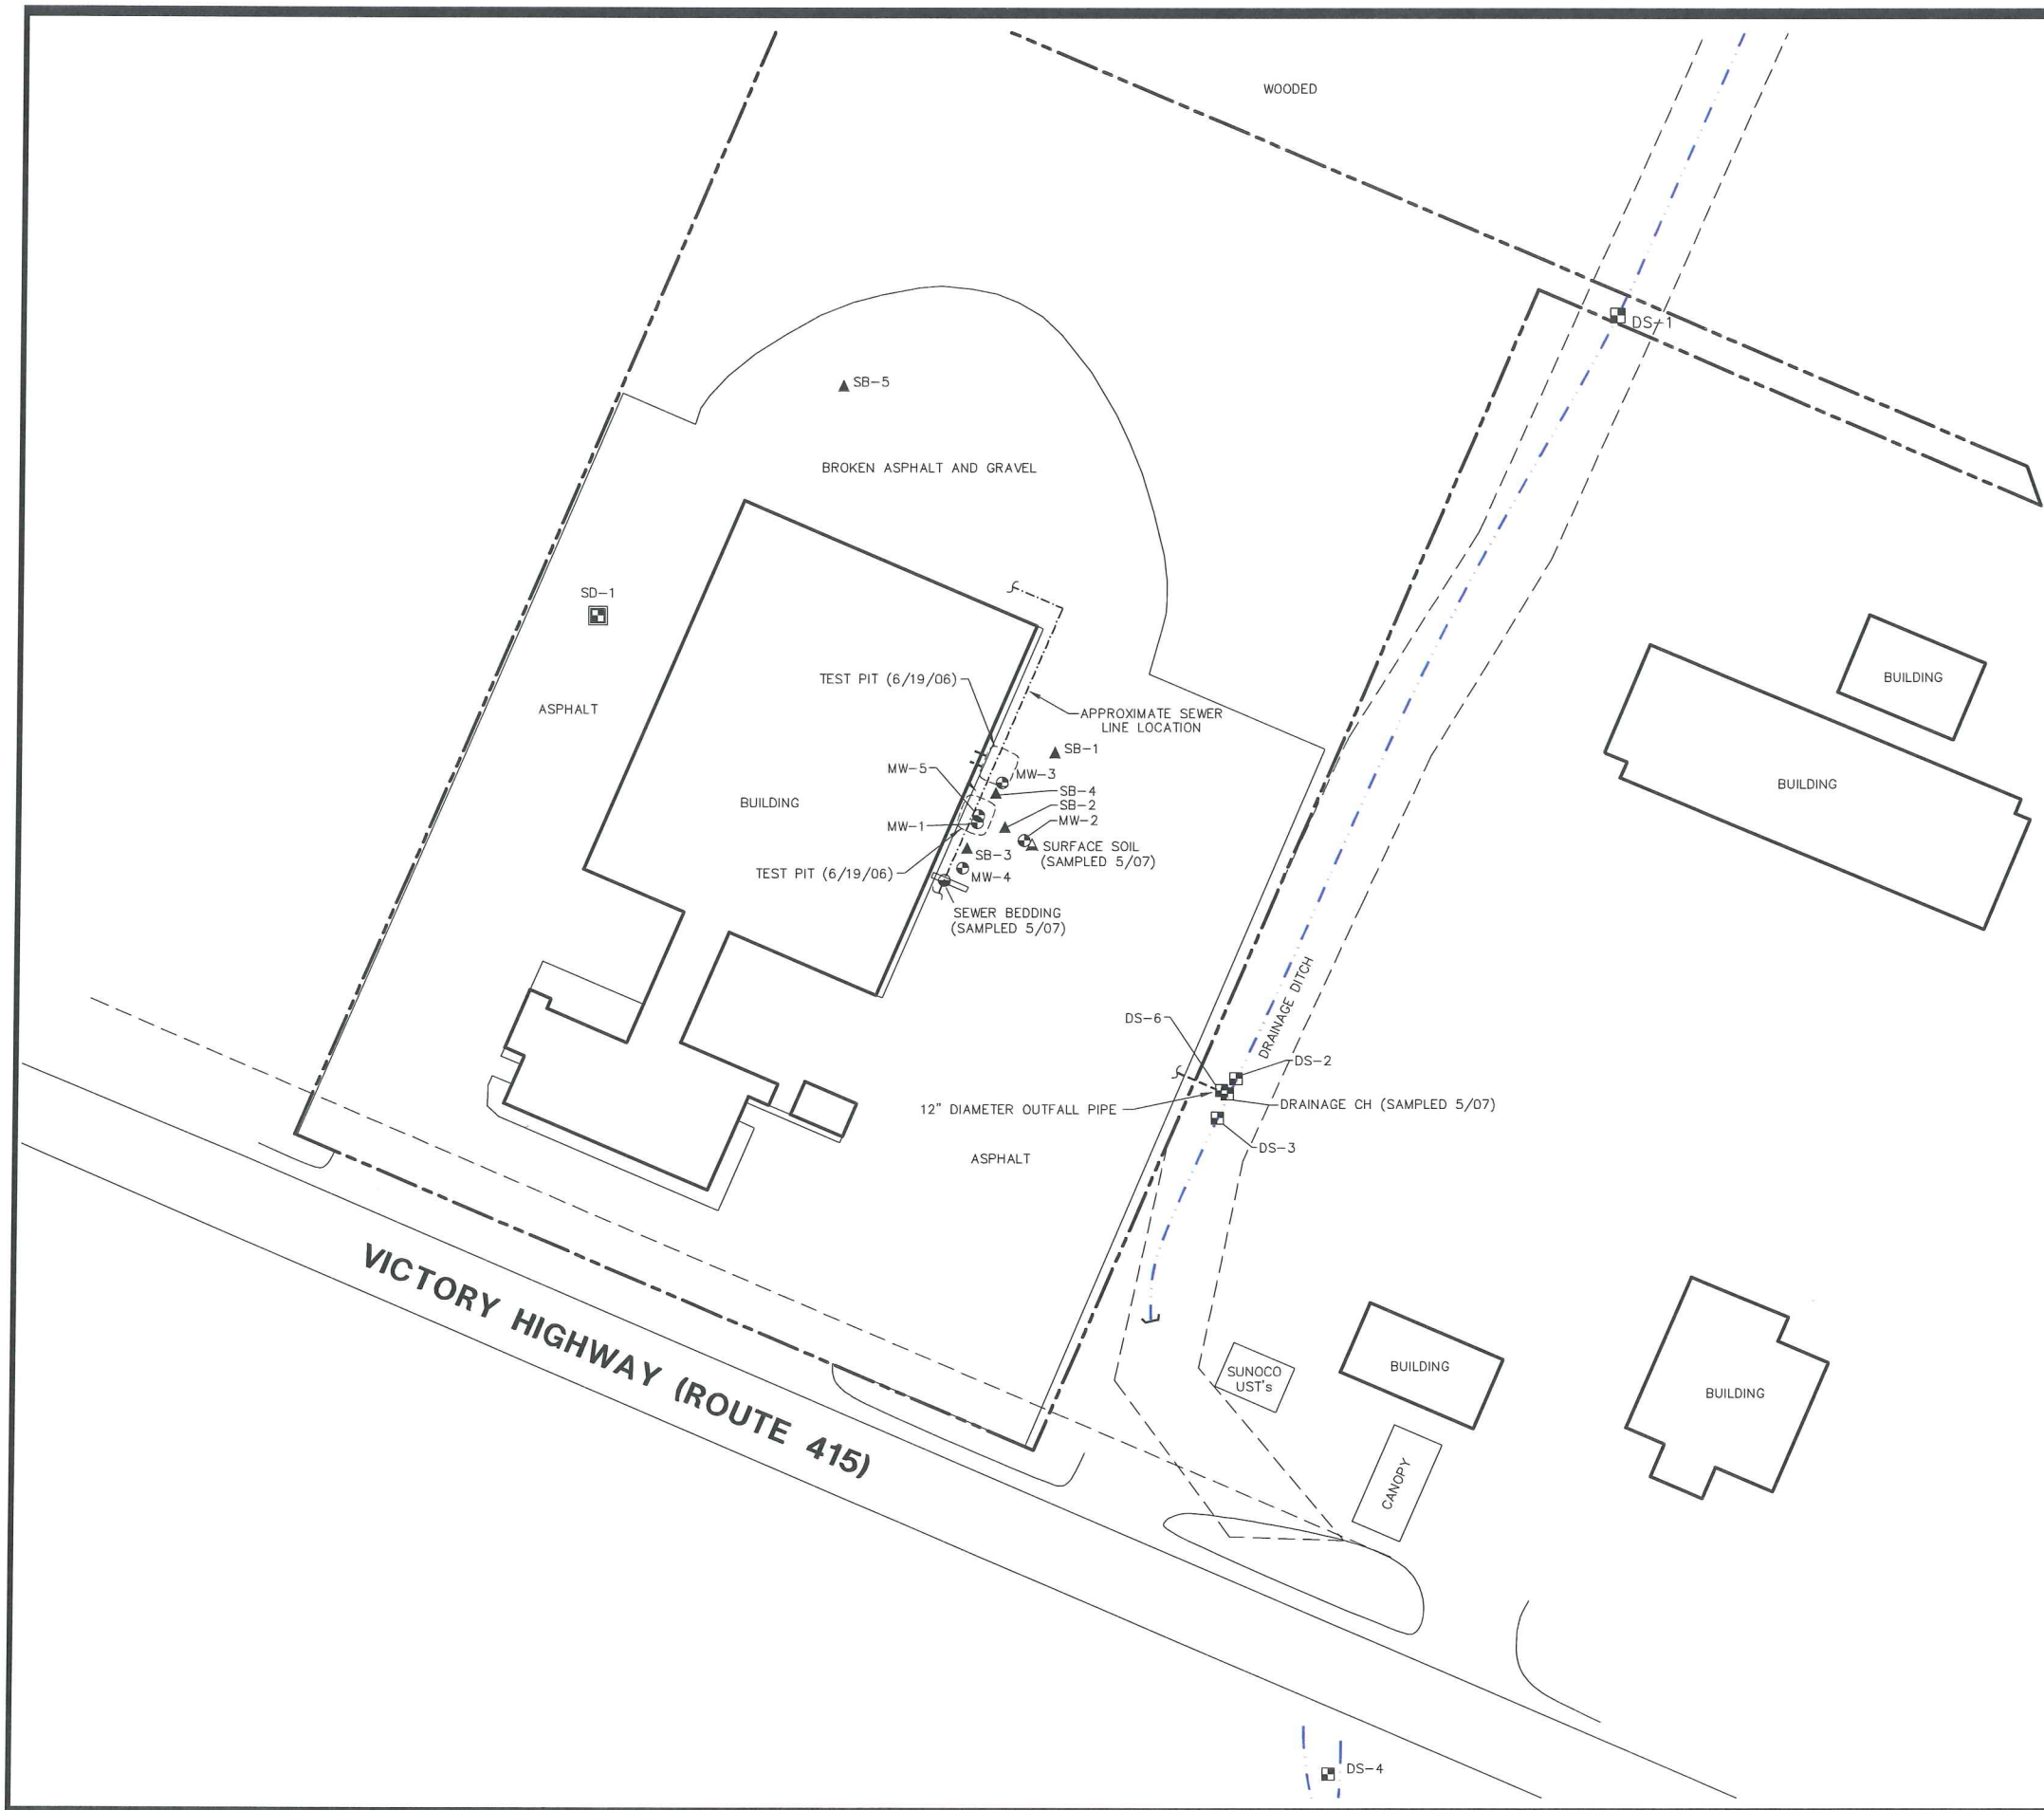 WOODED
DS-1
SB-5
BROKEN ASPHALT AND GRAVEL
SD-1
BUILDING
TEST PIT (6/19/06)
ASPHALT
APPROXIMATE SEWER
LINE LOCATION
SB-1
MW-5
MW-3
BUILDING
SB-4
BUILDING
SB-2
MW-1
MW-2
SURFACE SOIL
(SAMPLED 5/07)
SB-3
TEST PIT (6/19/06)
MW-4
SEWER BEDDING
(SAMPLED 5/07)
DRAINAGE DITCH
DS-6
DS-2
12" DIAMETER OUTFALL PIPE
DRAINAGE CH (SAMPLED 5/07)
DS-3
ASPHALT
VICTORY HIGHWAY (ROUTE 415)
SUNOCO
UST's
BUILDING
BUILDING
CANOPY
DS-4